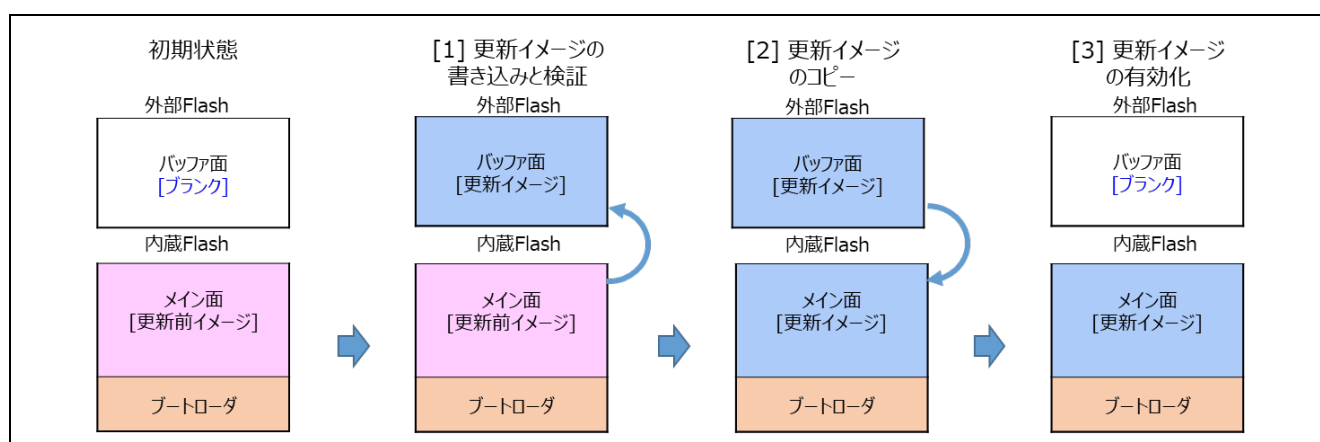 初期状態
外部Flash
バッファ面
[ブランク]
内蔵Flash
メイン面
[更新前イメージ]
ブートローダ
[1] 更新イメージの
書き込みと検証
外部Flash
バッファ面
[更新イメージ]
内蔵Flash
メイン面
[更新前イメージ]
ブートローダ
[2] 更新イメージ
のコピー
外部Flash
バッファ面
[更新イメージ]
内蔵Flash
メイン面
[更新イメージ]
ブートローダ
[3] 更新イメージ
の有効化
外部Flash
バッファ面
[ブランク]
内蔵Flash
メイン面
[更新イメージ]
ブートローダ